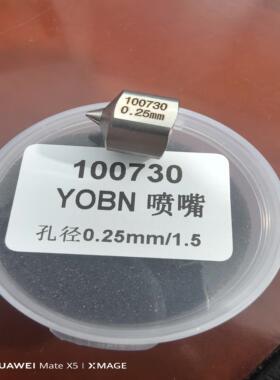 100730
0.25mm
100730
YOBN 喷嘴
孔径0.25mm/1.5
HUAWEI Mate X5 | XMAGE